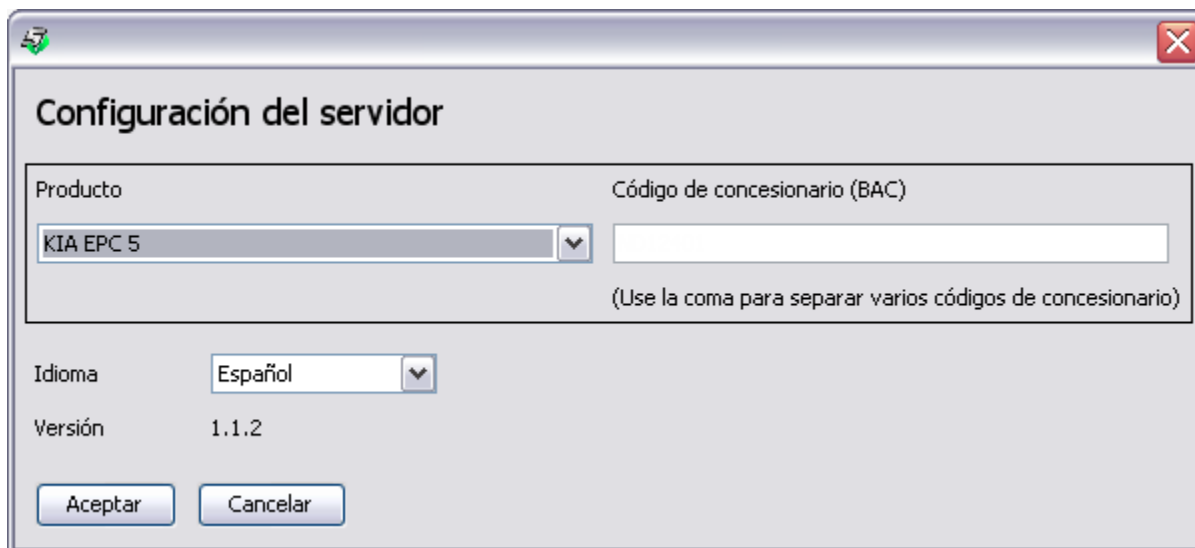 Configuración del servidor
Producto
Código de concesionario (BAC)
KIA EPC 5
(Use la coma para separar varios códigos de concesionario)
Idioma
Español
Versión
1.1.2
Aceptar
Cancelar